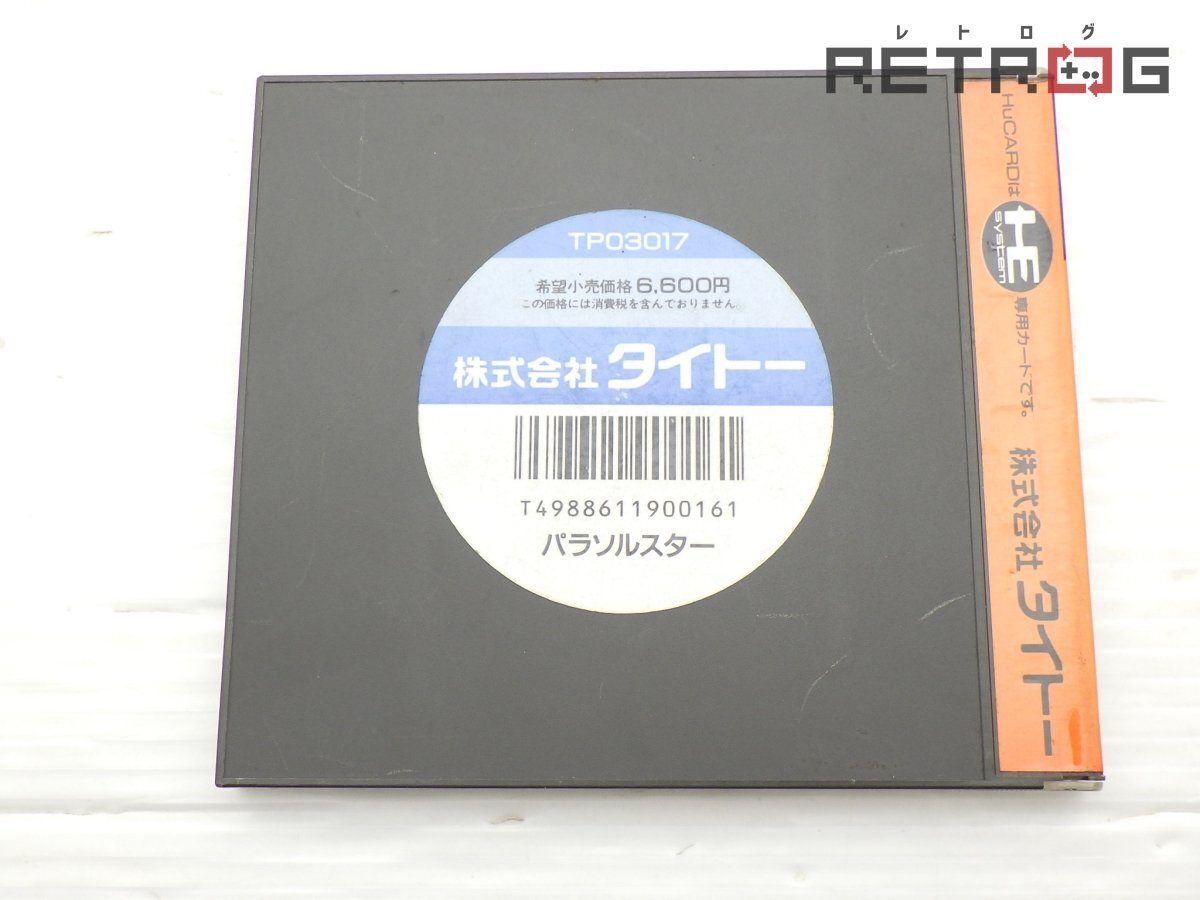 レトログ
RETROG
TP03017
希望小売価格 6,600円
この価格には消費税を含んでおりません。
株式会社 タイトー
T4988611900161
パラソルスター
HuCARDは HE SYSTEM 専用カードです。 株式会社 タイトー